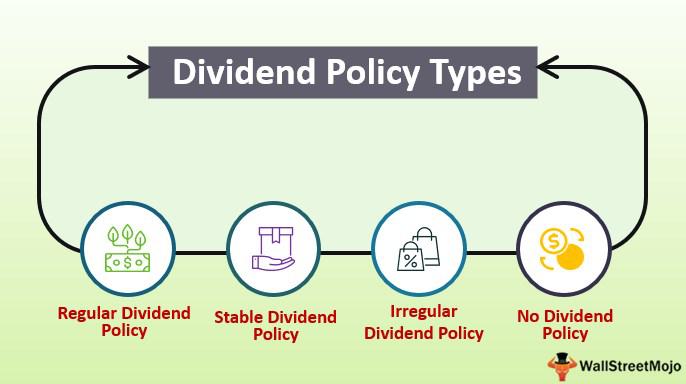 Dividend Policy Types
$
%
$
Regular Dividend
Policy
Stable Dividend
Policy
Irregular
Dividend Policy
No Dividend
Policy
WallStreetMojo